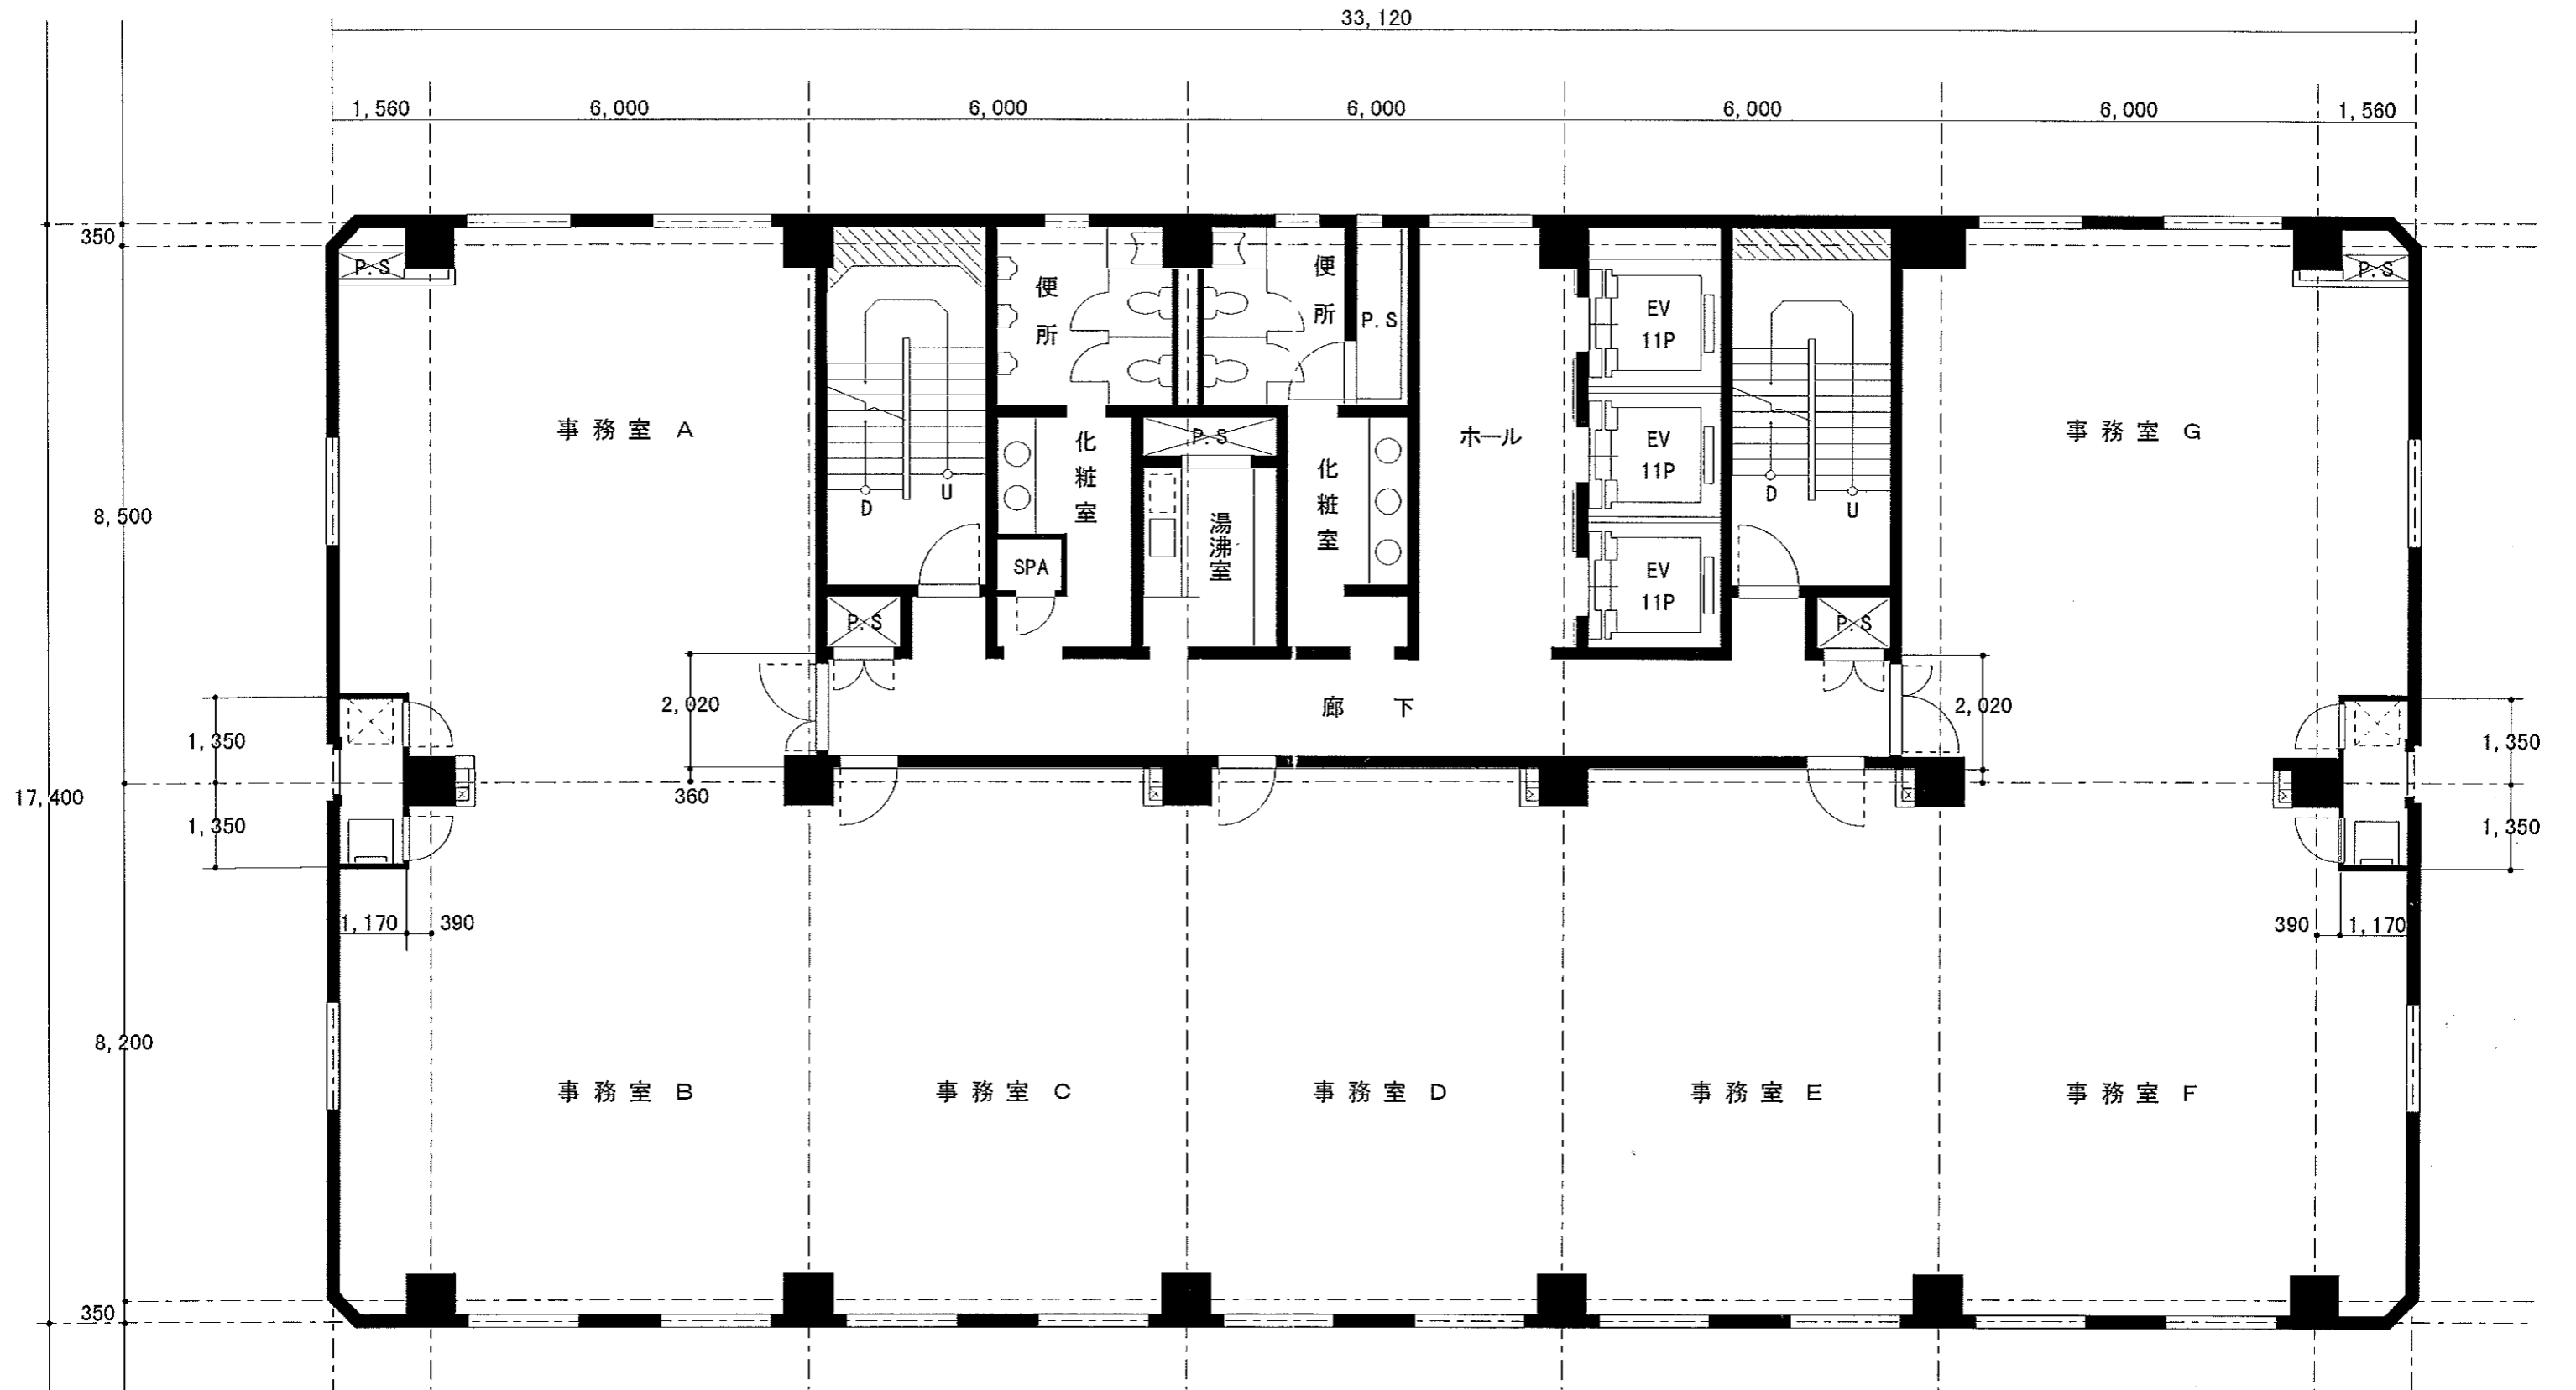 33,120
1,560
6,000
6,000
6,000
6,000
6,000
1,560
350
P.S
P.S
便所
便所
P.S
EV
11P
事務室 A
化粧室
P.S
化粧室
ホール
EV
11P
事務室 G
D
U
D
U
8,500
湯沸室
SPA
EV
11P
P.S
P.S
2,020
廊下
2,020
1,350
1,350
17,400
360
1,350
1,350
1,170
390
390
1,170
8,200
事務室 B
事務室 C
事務室 D
事務室 E
事務室 F
350